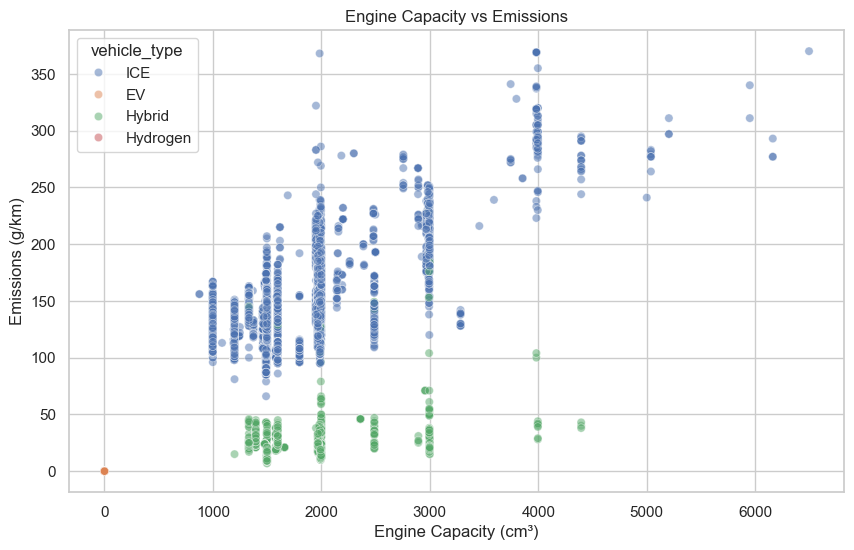 Engine Capacity vs Emissions
vehicle_type
ICE
EV
Hybrid
Hydrogen
350
300
250
200
150
100
50
0
Emissions (g/km)
0 1000 2000 3000 4000 5000 6000
Engine Capacity (cm³)